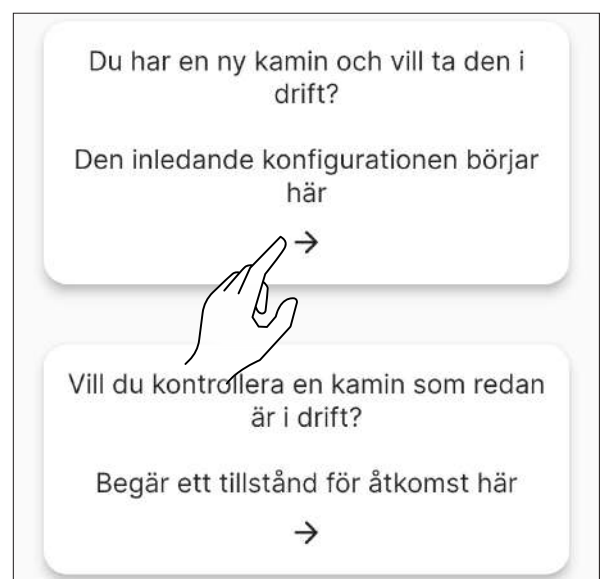 Du har en ny kamin och vill ta den i
drift?
Den inledande konfigurationen börjar
här
→
Vill du kontrollera en kamin som redan
är i drift?
Begär ett tillstånd för åtkomst här
→